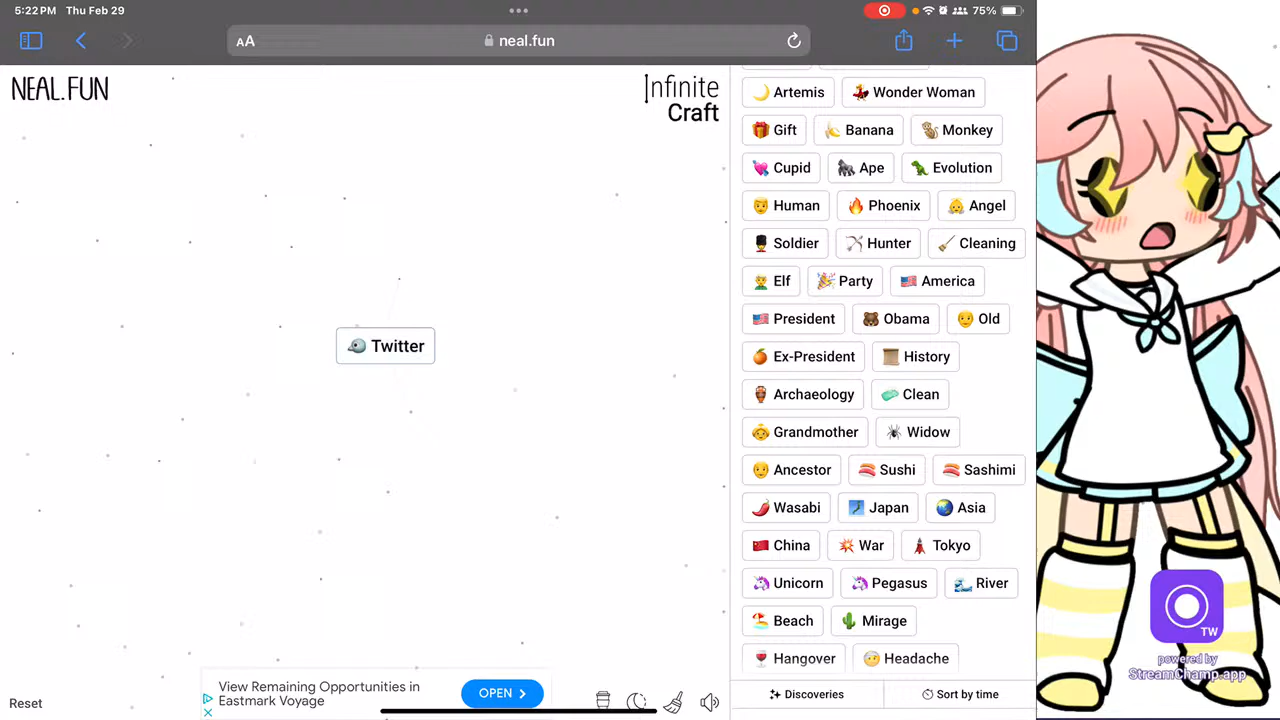 5:22 PM Thu Feb 29
75%
AA
neal.fun
NEAL.FUN
Infinite
Craft
Artemis
Wonder Woman
Gift
Banana
Monkey
Cupid
Ape
Evolution
Human
Phoenix
Angel
Soldier
Hunter
Cleaning
Elf
Party
America
Twitter
President
Obama
Old
Ex-President
History
Archaeology
Clean
Grandmother
Widow
Ancestor
Sushi
Sashimi
Wasabi
Japan
Asia
China
War
Tokyo
Unicorn
Pegasus
River
Beach
Mirage
Hangover
Headache
Discoveries
Sort by time
Reset
View Remaining Opportunities in
Eastmark Voyage
OPEN
TW
powered by
StreamChamp.app